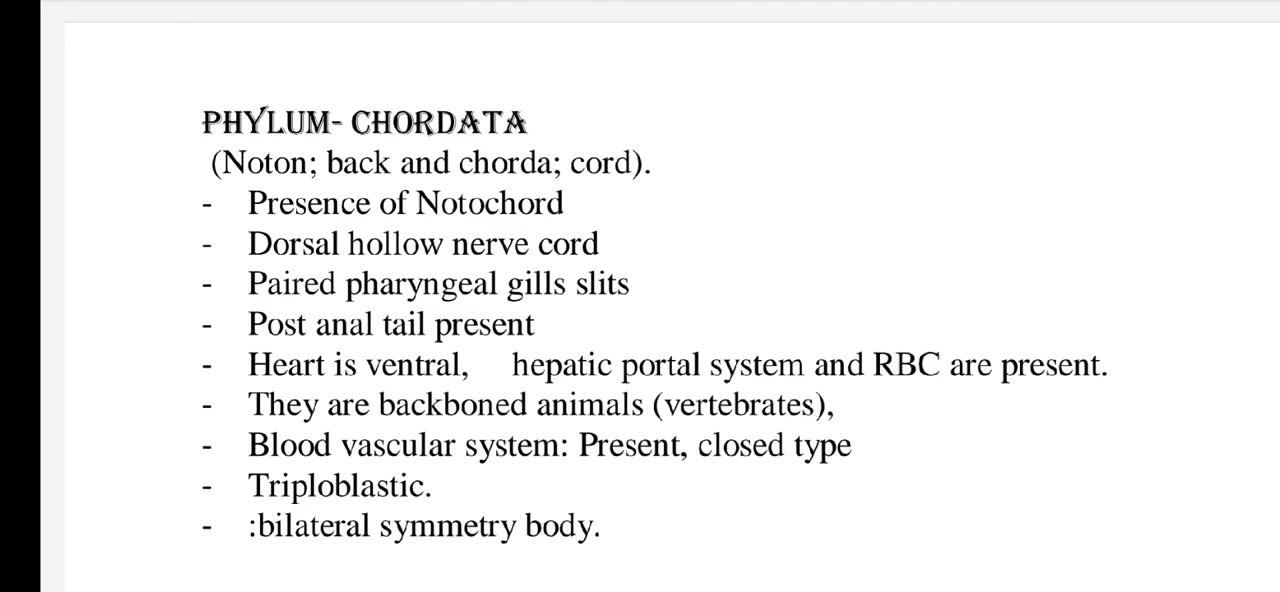 PHYLUM- CHORDATA
(Noton; back and chorda; cord).
- Presence of Notochord
- Dorsal hollow nerve cord
- Paired pharyngeal gills slits
- Post anal tail present
- Heart is ventral, hepatic portal system and RBC are present.
- They are backboned animals (vertebrates),
- Blood vascular system: Present, closed type
- Triploblastic.
- :bilateral symmetry body.